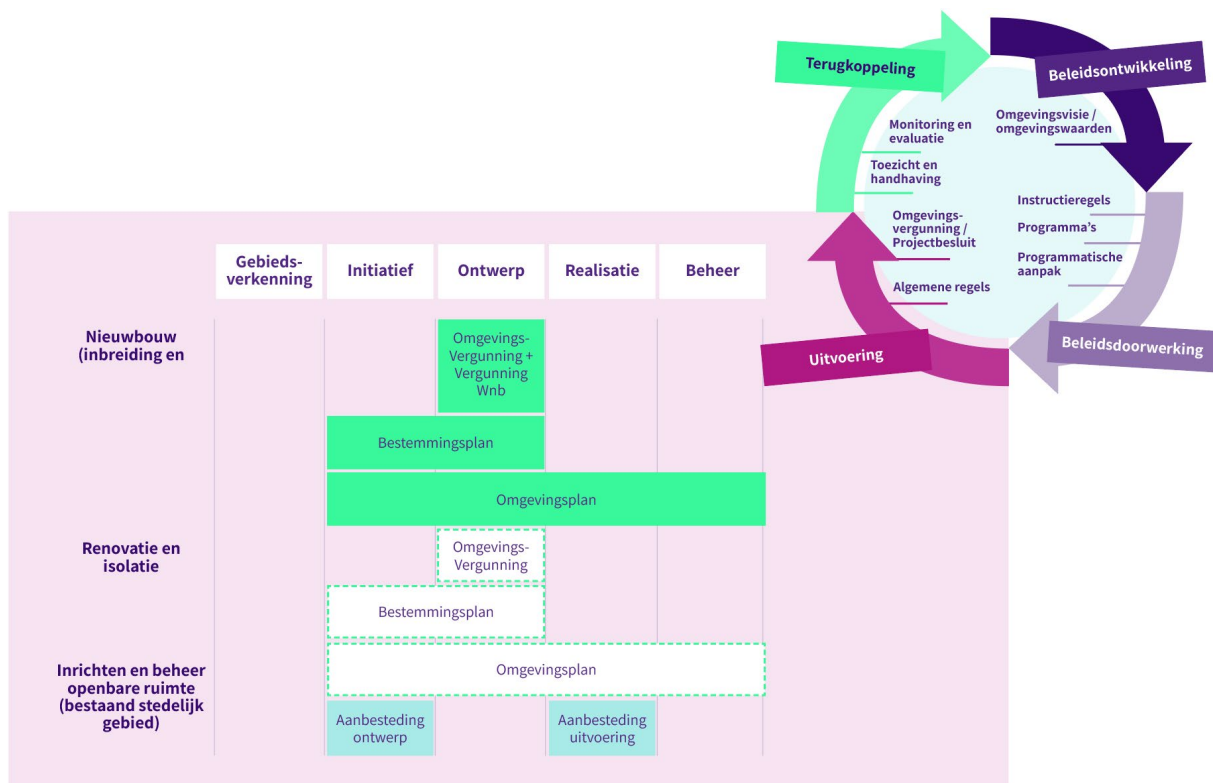 Terugkoppeling
Beleidsontwikkeling
Monitoring en
evaluatie
Toezicht en
handhaving
Omgevings-
vergunning /
Projectbesluit
Algemene regels
Omgevingsvisie /
omgevingswaarden
Instructieregels
Programma's
Programmatische
aanpak
Uitvoering
Beleidsdoorwerking
Gebieds-
verkenning
Initiatief
Ontwerp
Realisatie
Beheer
Nieuwbouw
(inbreiding en
Omgevings-
Vergunning +
Vergunning
Wnb
Bestemmingsplan
Omgevingsplan
Renovatie en
isolatie
Omgevings-
Vergunning
Bestemmingsplan
Omgevingsplan
Inrichten en beheer
openbare ruimte
(bestaand stedelijk
gebied)
Aanbesteding
ontwerp
Aanbesteding
uitvoering